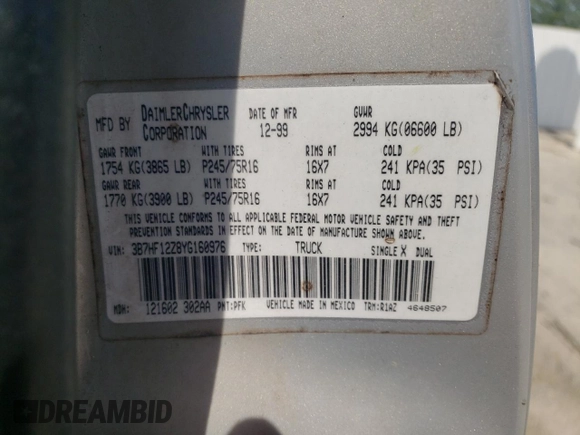 MFD BY DAIMLERCHRYSLER CORPORATION DATE OF MFR 12-99 GVWR 2994 KG(06600 LB)
GAWR FRONT WITH TIRES RIMS AT COLD
1754 KG(3865 LB) P245/75R16 16X7 241 KPA(35 PSI)
GAWR REAR WITH TIRES RIMS AT COLD
1770 KG(3900 LB) P245/75R16 16X7 241 KPA(35 PSI)
THIS VEHICLE CONFORMS TO ALL APPLICABLE FEDERAL MOTOR VEHICLE SAFETY AND THEFT
PREVENTION STANDARDS IN EFFECT ON THE DATE OF MANUFACTURE SHOWN ABOVE.
VIN: 3B7HF12Z8YG160976 TYPE: TRUCK SINGLE X DUAL
MDH: 121602 302AA PNT:PFK VEHICLE MADE IN MEXICO TRM:R1AZ 4648507
DREAMBID